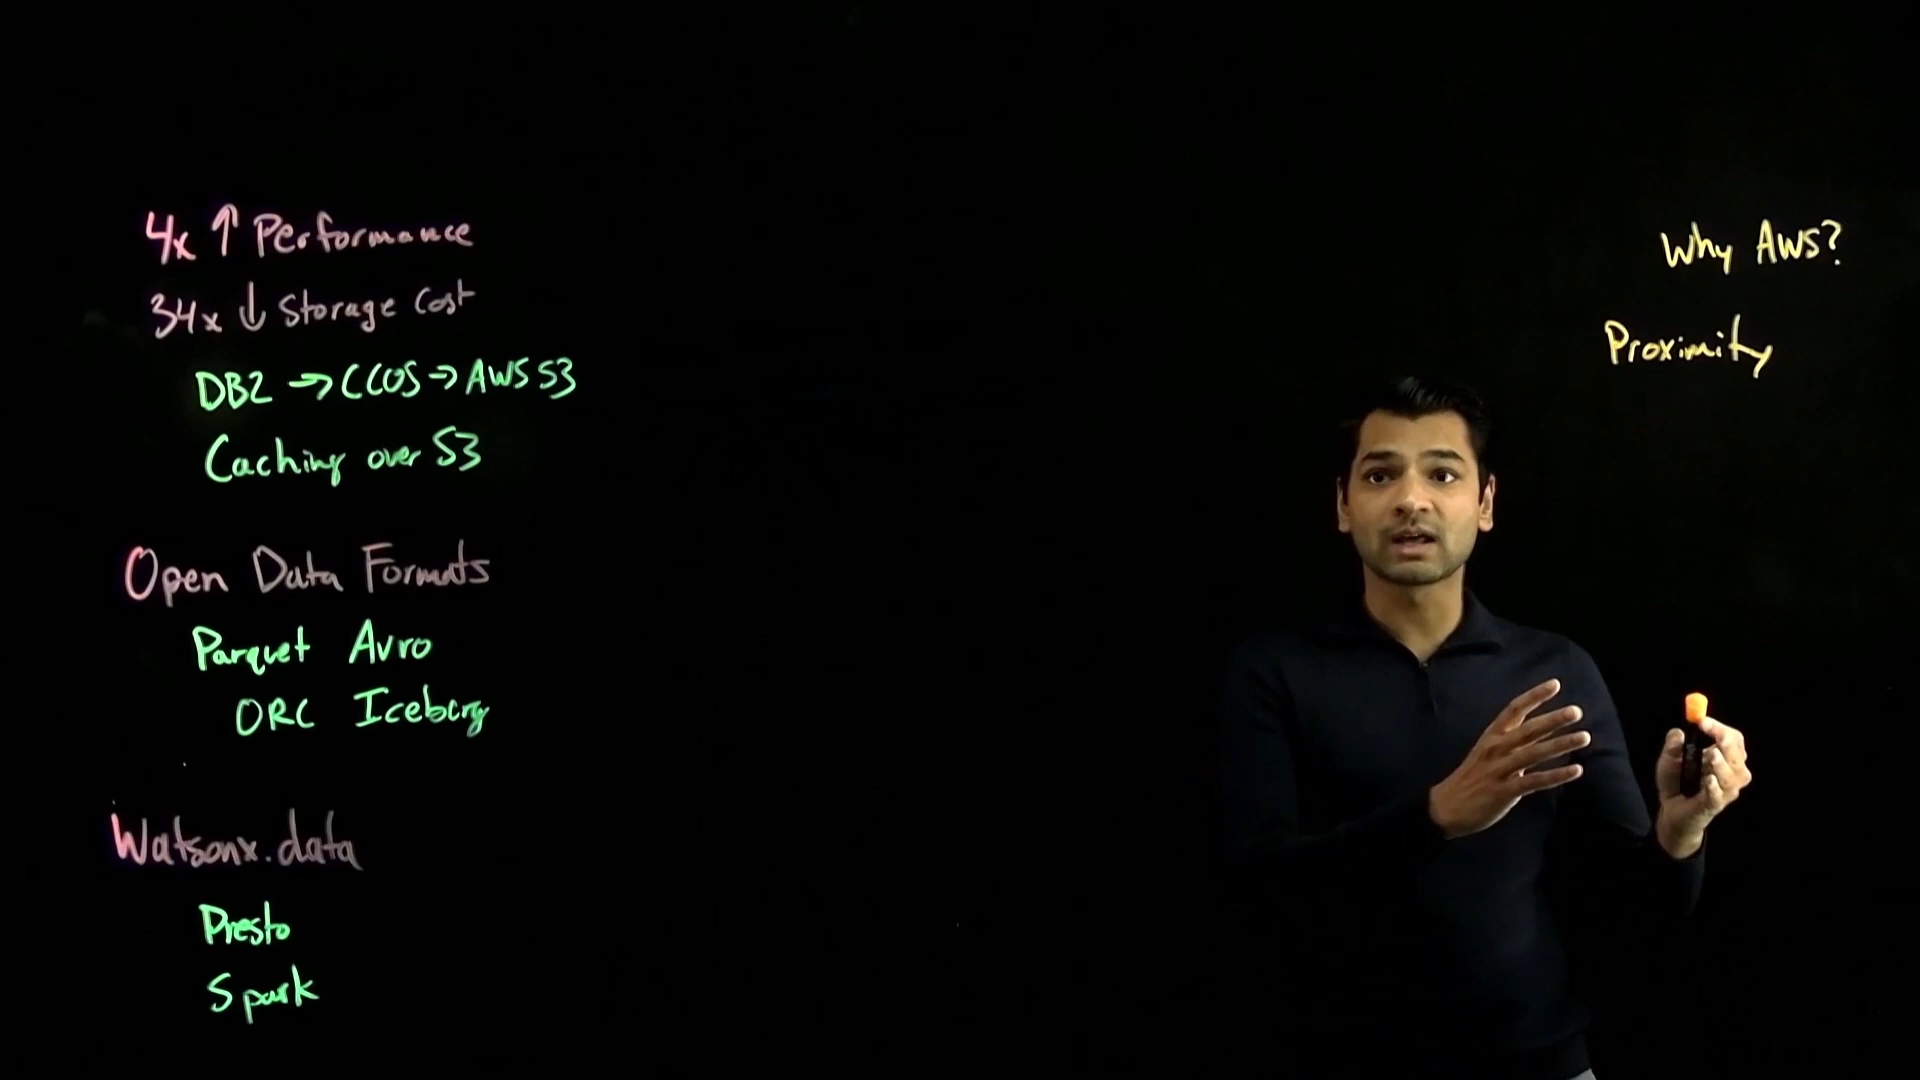 4x ↑ Performance
34x ↓ Storage Cost
DB2 → CCOS → AWS S3
Caching over S3
Open Data Formats
Parquet Avro
ORC Iceberg
Watsonx.data
Presto
Spark
Why AWS?
Proximity